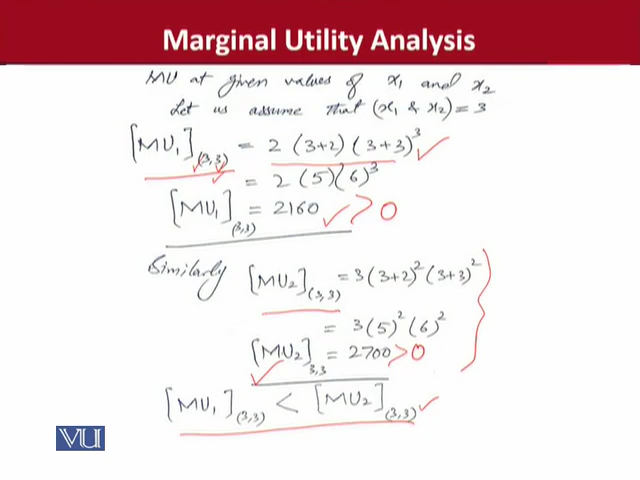 Marginal Utility Analysis
MU at given values of x₁ and x₂
Let us assume that (x₁ & x₂) = 3
[MU₁]₍₃,₃₎ = 2 (3+2) (3+3)³
= 2 (5) (6)³
[MU₁]₍₃,₃₎ = 2160 > 0
Similarly [MU₂]₍₃,₃₎ = 3 (3+2)² (3+3)²
= 3 (5)² (6)²
[MU₂]₃,₃ = 2700 > 0
[MU₁]₍₃,₃₎ < [MU₂]₍₃,₃₎
VU